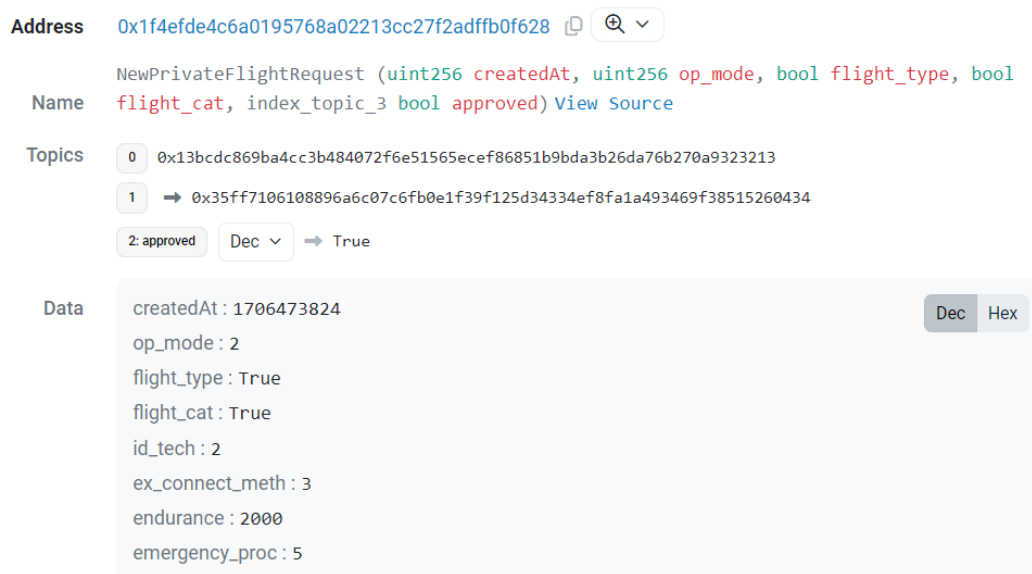 Address 0x1f4efde4c6a0195768a02213cc27f2adffb0f628
NewPrivateFlightRequest (uint256 createdAt, uint256 op_mode, bool flight_type, bool
Name flight_cat, index_topic_3 bool approved) View Source
Topics 0 0x13bcdc869ba4cc3b484072f6e51565ecef86851b9bda3b26da76b270a9323213
1 ➡ 0x35ff7106108896a6c07c6fb0e1f39f125d34334ef8fa1a493469f38515260434
2: approved Dec ➡ True
Data createdAt : 1706473824 Dec Hex
op_mode : 2
flight_type : True
flight_cat : True
id_tech : 2
ex_connect_meth : 3
endurance : 2000
emergency_proc : 5